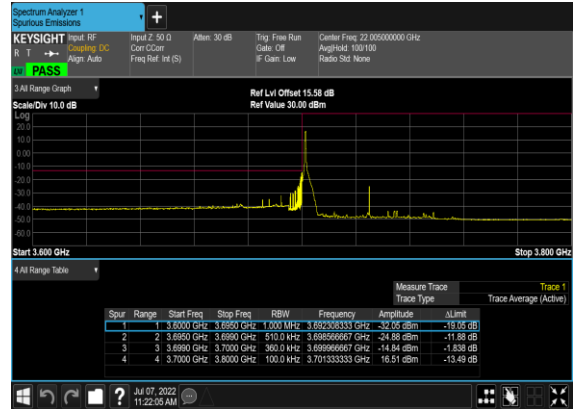 Spectrum Analyzer 1
Spurious Emissions
KEYSIGHT Input: RF Input Z: 50 Ω Atten: 30 dB Trig: Free Run Center Freq: 22.005000000 GHz
R T Coupling: DC Corr CCorr Gate: Off Avg|Hold: 100/100
Align: Auto Freq Ref: Int (S) IF Gain: Low Radio Std: None
PASS
3 All Range Graph
Ref Lvl Offset 15.58 dB
Scale/Div 10.0 dB Ref Value 30.00 dBm
Log
20.0
10.0
0.00
-10.0
-20.0
-30.0
-40.0
-50.0
-60.0
Start 3.600 GHz Stop 3.800 GHz
4 All Range Table
Measure Trace Trace 1
Trace Type Trace Average (Active)
Spur Range Start Freq Stop Freq RBW Frequency Amplitude ΔLimit
1 1 3.6000 GHz 3.6950 GHz 1.000 MHz 3.692308333 GHz -32.05 dBm -19.05 dB
2 2 3.6950 GHz 3.6990 GHz 510.0 kHz 3.698566667 GHz -24.88 dBm -11.88 dB
3 3 3.6990 GHz 3.7000 GHz 360.0 kHz 3.699966667 GHz -14.84 dBm -1.838 dB
4 4 3.7000 GHz 3.8000 GHz 100.0 kHz 3.701333333 GHz 16.51 dBm -13.49 dB
? Jul 07, 2022
11:22:05 AM